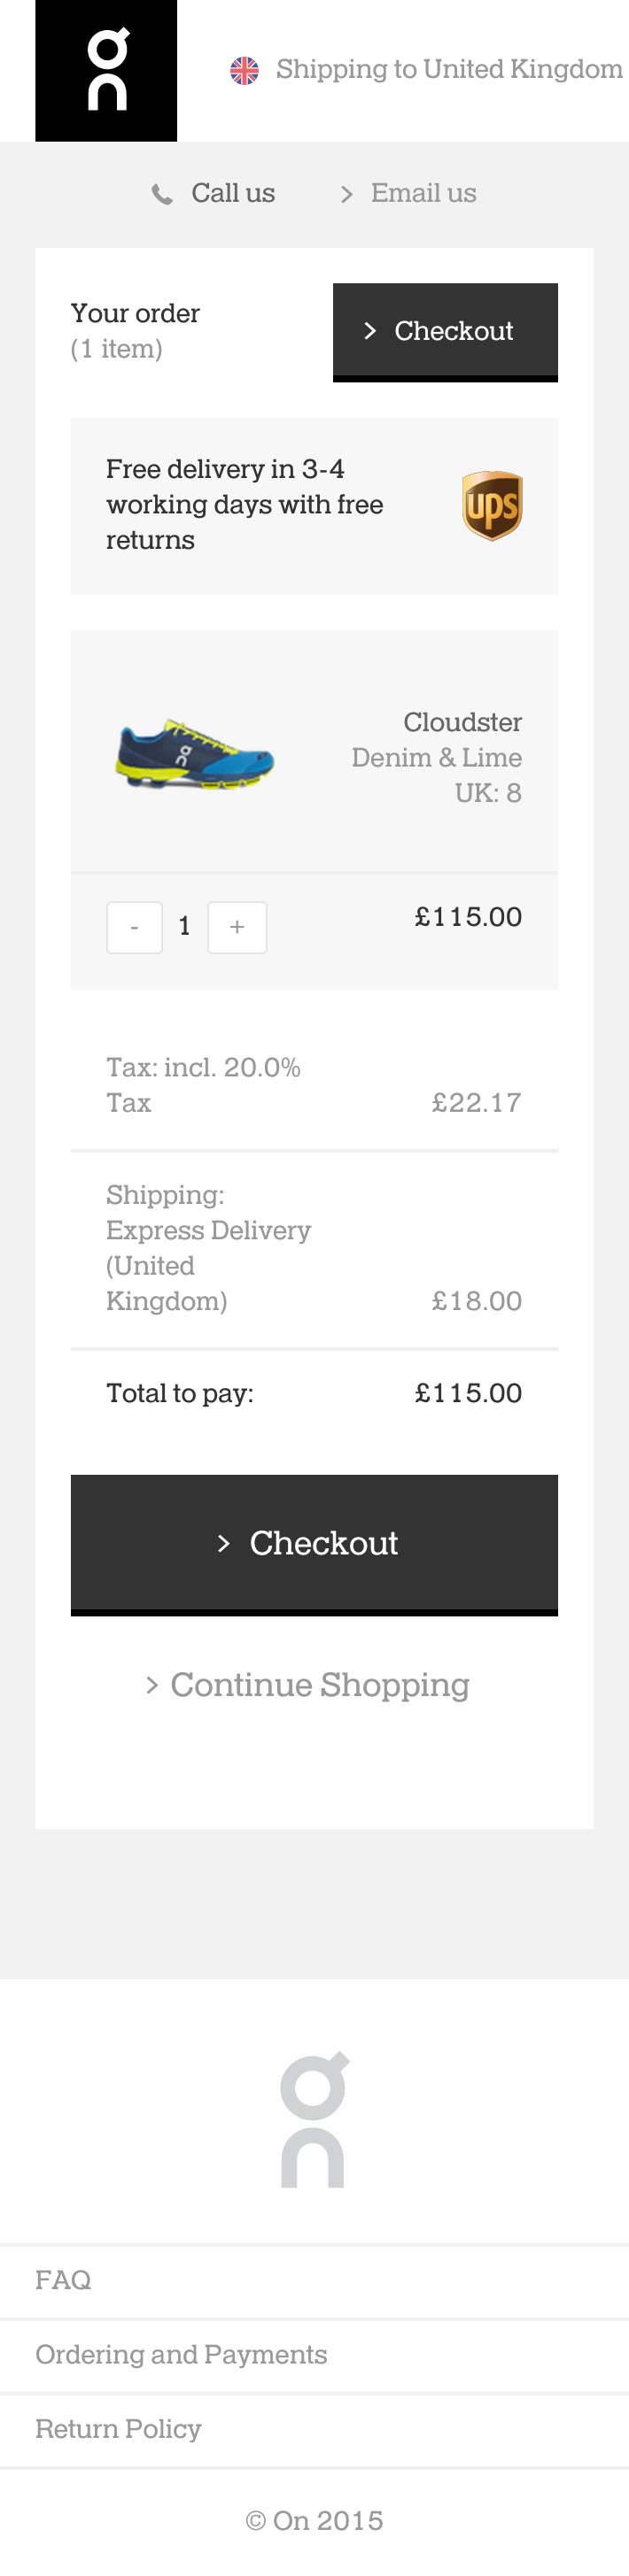 Shipping to United Kingdom
Call us
Email us
Your order
(1 item)
Checkout
Free delivery in 3-4
working days with free
returns
ups
Cloudster
Denim & Lime
UK: 8
- 1 +
£115.00
Tax: incl. 20.0%
Tax £22.17
Shipping:
Express Delivery
(United
Kingdom) £18.00
Total to pay: £115.00
Checkout
Continue Shopping
FAQ
Ordering and Payments
Return Policy
© On 2015